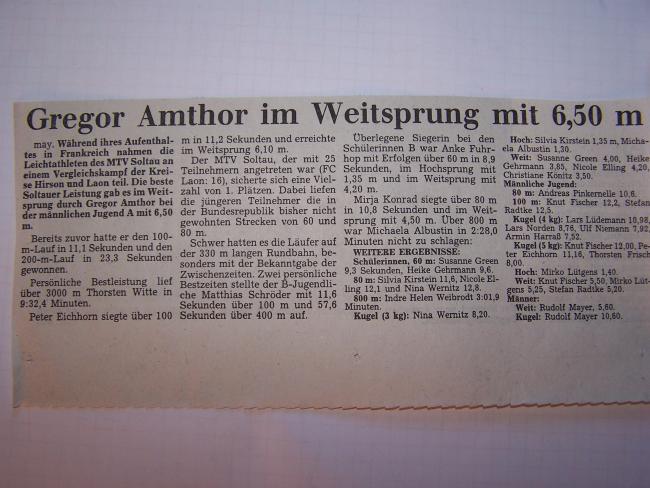 Gregor Amthor im Weitsprung mit 6,50 m
may. Während ihres Aufenthal-
tes in Frankreich nahmen die
Leichtathleten des MTV Soltau an
einem Vergleichskampf der Krei-
se Hirson und Laon teil. Die beste
Soltauer Leistung gab es im Weit-
sprung durch Gregor Amthor bei
der männlichen Jugend A mit 6,50
m.
Bereits zuvor hatte er den 100-
m-Lauf in 11,1 Sekunden und den
200-m-Lauf in 23,3 Sekunden
gewonnen.
Persönliche Bestleistung lief
über 3000 m Thorsten Witte in
9:32,4 Minuten.
Peter Eichhorn siegte über 100
m in 11,2 Sekunden und erreichte
im Weitsprung 6,10 m.
Der MTV Soltau, der mit 25
Teilnehmern angetreten war (FC
Laon: 16), sicherte sich eine Viel-
zahl von 1. Plätzen. Dabei liefen
die jüngeren Teilnehmer die in
der Bundesrepublik bisher nicht
gewohnten Strecken von 60 und
80 m.
Schwer hatten es die Läufer auf
der 330 m langen Rundbahn, be-
sonders mit der Bekanntgabe der
Zwischenzeiten. Zwei persönliche
Bestzeiten stellte der B-Jugendli-
che Matthias Schröder mit 11,6
Sekunden über 100 m und 57,6
Sekunden über 400 m auf.
Überlegene Siegerin bei den
Schülerinnen B war Anke Fuhr-
hop mit Erfolgen über 60 m in 8,9
Sekunden, im Hochsprung mit
1,35 m und im Weitsprung mit
4,20 m.
Mirja Konrad siegte über 80 m
in 10,8 Sekunden und im Weit-
sprung mit 4,50 m. Über 800 m
war Michaela Albustin in 2:28,0
Minuten nicht zu schlagen:
WEITERE ERGEBNISSE:
Schülerinnen, 60 m: Susanne Green
9,3 Sekunden, Heike Gehrmann 9,6.
80 m: Silvia Kirstein 11,6, Nicole El-
ling 12,1 und Nina Wernitz 12,8.
800 m: Indre Helen Weibrodt 3:01,9
Minuten.
Kugel (3 kg): Nina Wernitz 8,20.
Hoch: Silvia Kirstein 1,35 m, Micha-
ela Albustin 1,30.
Weit: Susanne Green 4,00, Heike
Gehrmann 3,85, Nicole Elling 4,20,
Christiane Könitz 3,50.
Männliche Jugend:
80 m: Andreas Pinkernelle 10,6.
100 m: Knut Fischer 12,2, Stefan
Radtke 12,5.
Kugel (4 kg): Lars Lüdemann 10,98,
Lars Norden 8,76, Ulf Niemann 7,92,
Armin Harraß 7,52.
Kugel (5 kg): Knut Fischer 12,00, Pe-
ter Eichhorn 11,16, Thorsten Frisch
8,00.
Hoch: Mirko Lütgens 1,40.
Weit: Knut Fischer 5,50, Mirko Lüt-
gens 5,25, Stefan Radtke 5,20.
Männer:
Weit: Rudolf Mayer, 5,60.
Kugel: Rudolf Mayer 10,60.